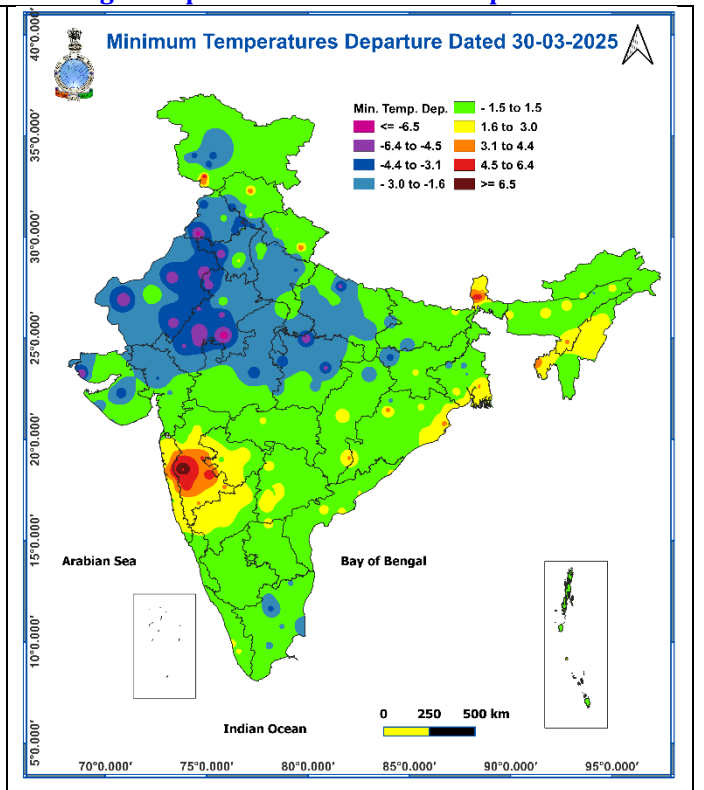 Minimum Temperatures Departure Dated 30-03-2025
Min. Temp. Dep.
<= -6.5
-6.4 to -4.5
-4.4 to -3.1
- 3.0 to -1.6
- 1.5 to 1.5
1.6 to 3.0
3.1 to 4.4
4.5 to 6.4
>= 6.5
40°0.000'
35°0.000'
30°0.000'
25°0.000'
20°0.000'
15°0.000'
10°0.000'
5°0.000'
Arabian Sea
Bay of Bengal
Indian Ocean
0 250 500 km
70°0.000' 75°0.000' 80°0.000' 85°0.000' 90°0.000' 95°0.000'